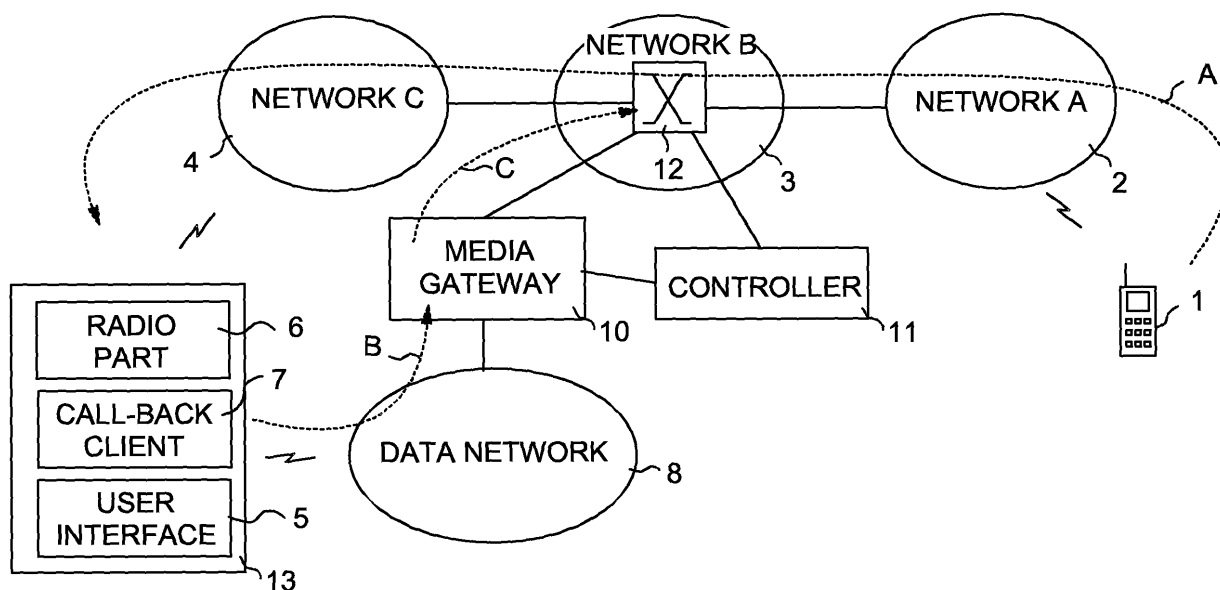 NETWORK B
NETWORK C
NETWORK A
A
4
12
3
2
C
MEDIA
GATEWAY
CONTROLLER
10
11
1
RADIO
PART
6
B
7
CALL-BACK
CLIENT
DATA NETWORK
8
USER
INTERFACE
5
13